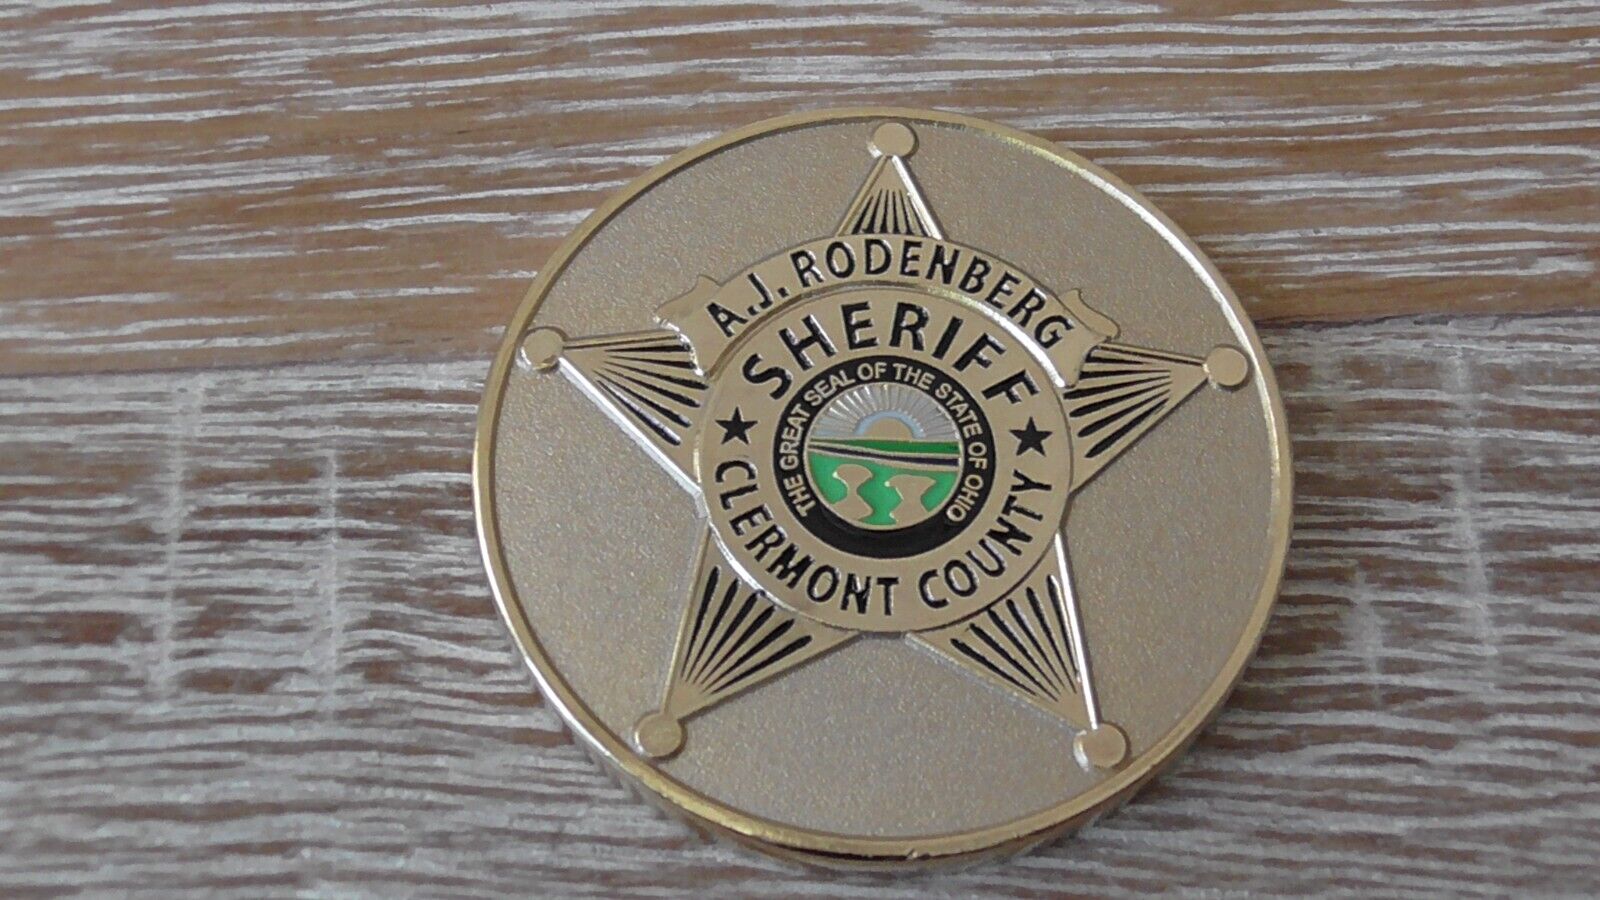 A.J. RODENBERG
SHERIFF
THE GREAT SEAL OF THE STATE OF OHIO
CLERMONT COUNTY